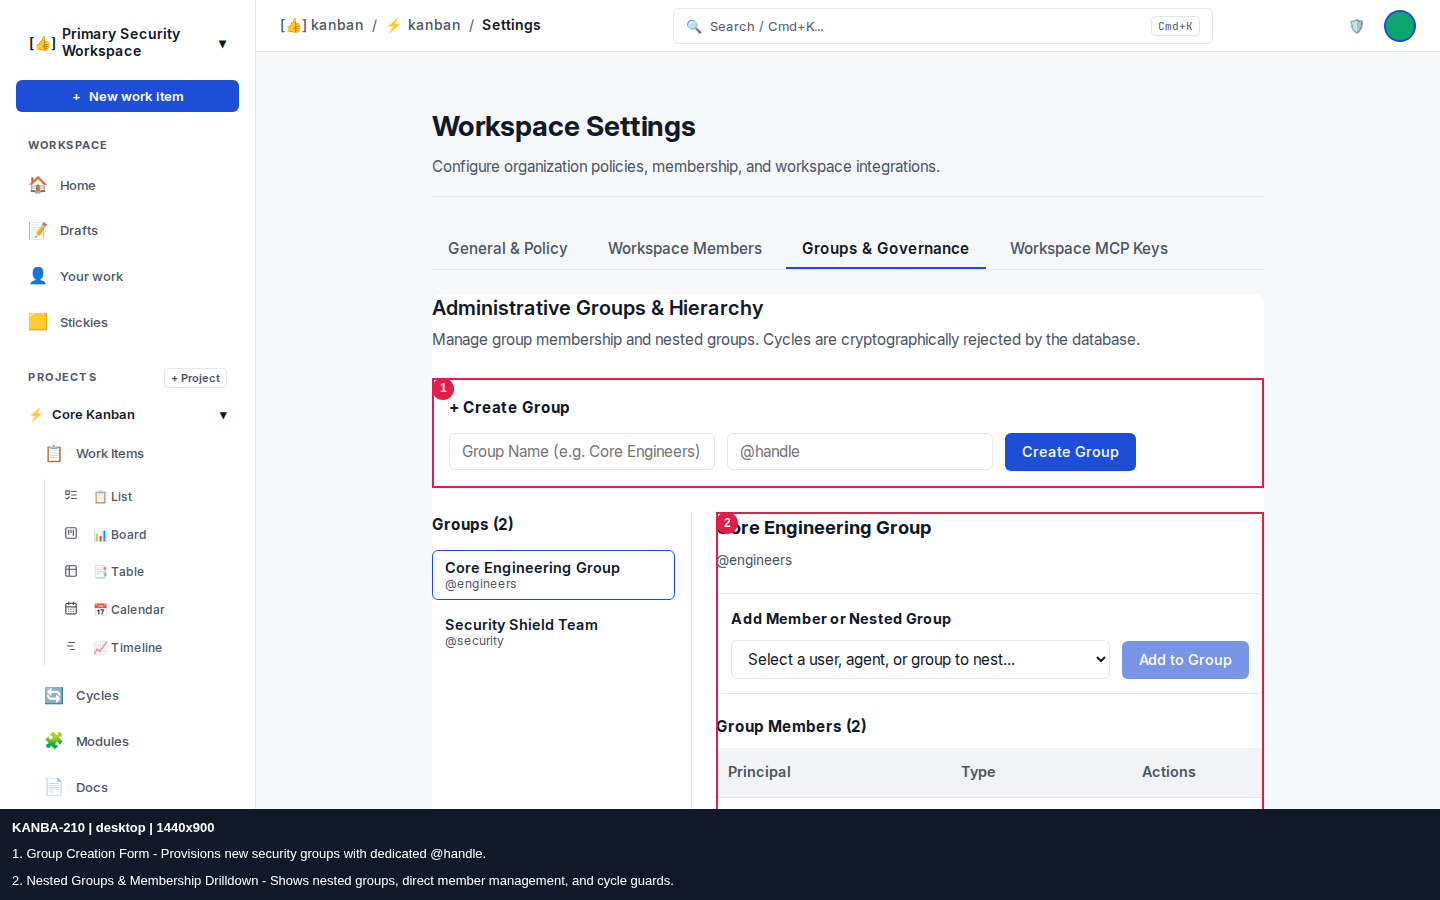 [👍] Primary Security Workspace ▼
+ New work item
WORKSPACE
🏠 Home
📝 Drafts
👤 Your work
🟨 Stickies
PROJECTS
+ Project
⚡ Core Kanban ▼
📋 Work Items
📋 List
📊 Board
📑 Table
📅 Calendar
📈 Timeline
🔄 Cycles
🧩 Modules
📄 Docs
[👍] kanban / ⚡ kanban / Settings
🔍 Search / Cmd+K... Cmd+K
Workspace Settings
Configure organization policies, membership, and workspace integrations.
General & Policy Workspace Members Groups & Governance Workspace MCP Keys
Administrative Groups & Hierarchy
Manage group membership and nested groups. Cycles are cryptographically rejected by the database.
1
+ Create Group
Group Name (e.g. Core Engineers) @handle Create Group
Groups (2)
Core Engineering Group
@engineers
Security Shield Team
@security
2
Core Engineering Group
@engineers
Add Member or Nested Group
Select a user, agent, or group to nest... Add to Group
Group Members (2)
Principal Type Actions
KANBA-210 | desktop | 1440x900
1. Group Creation Form - Provisions new security groups with dedicated @handle.
2. Nested Groups & Membership Drilldown - Shows nested groups, direct member management, and cycle guards.